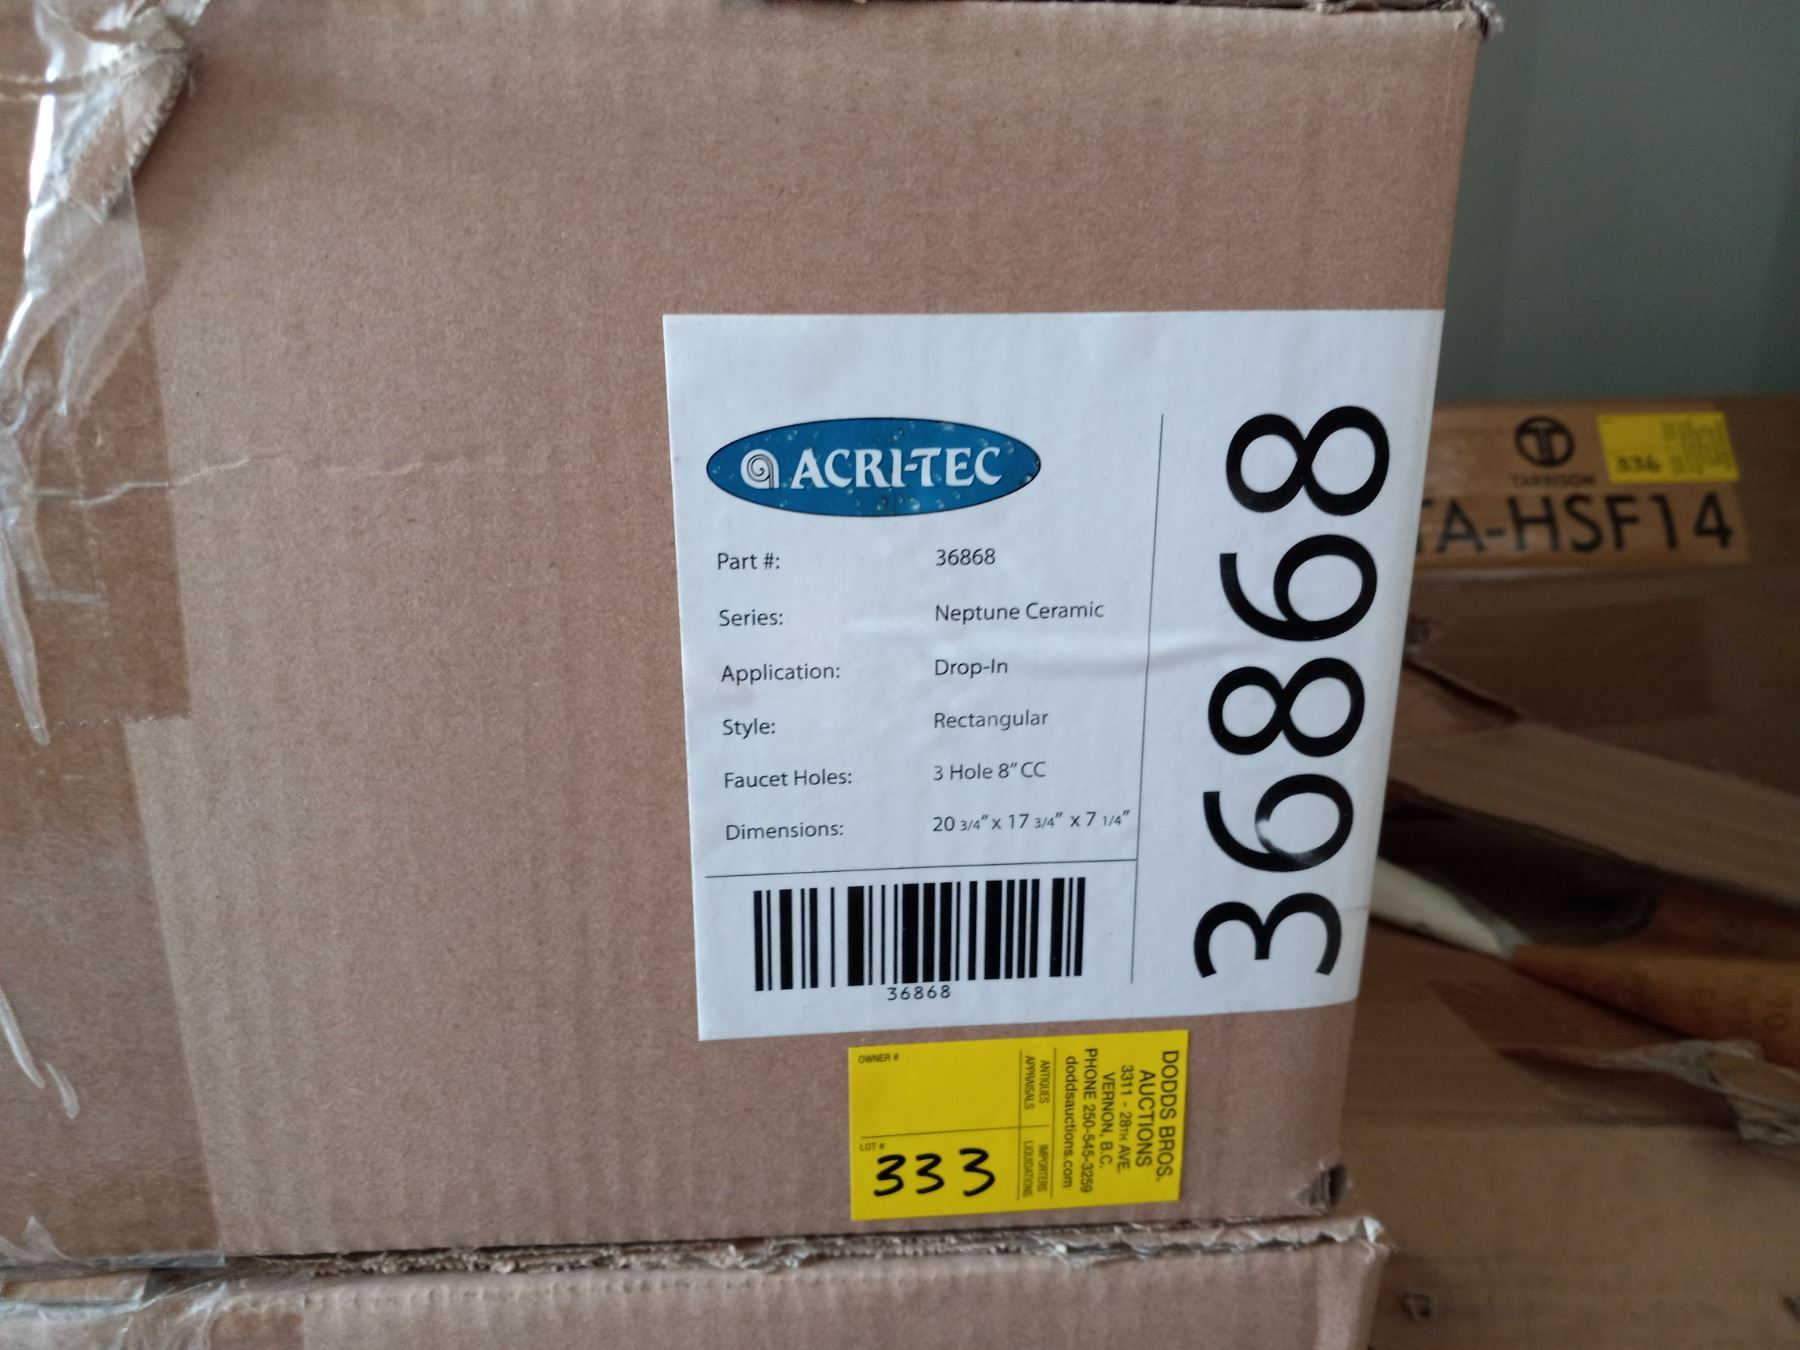 ACRI-TEC
Part #: 36868
Series: Neptune Ceramic
Application: Drop-In
Style: Rectangular
Faucet Holes: 3 Hole 8" CC
Dimensions: 20 3/4" x 17 3/4" x 7 1/4"
36868
36868
DODDS BROS.
AUCTIONS
3311 - 28TH AVE.
VERNON, B.C.
PHONE 250-545-3259
doddsauctions.com
ANTIQUES IMPORTERS
APPRAISALS LIQUIDATIONS
OWNER #
LOT #
333
TARRISON
TA-HSF14
336